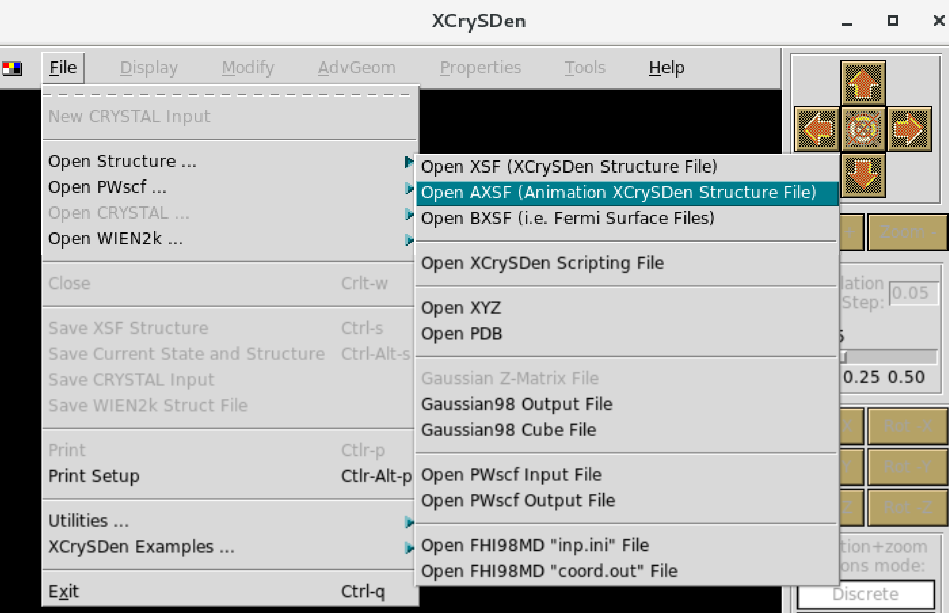 XCrySDen
File Display Modify AdvGeom Properties Tools Help
New CRYSTAL Input
Open Structure ...
Open PWscf ...
Open CRYSTAL ...
Open WIEN2k ...
Close Crlt-w
Save XSF Structure Ctrl-s
Save Current State and Structure Ctrl-Alt-s
Save CRYSTAL Input
Save WIEN2k Struct File
Print Ctlr-p
Print Setup Ctlr-Alt-p
Utilities ...
XCrySDen Examples ...
Exit Ctrl-q
Open XSF (XCrySDen Structure File)
Open AXSF (Animation XCrySDen Structure File)
Open BXSF (i.e. Fermi Surface Files)
Open XCrySDen Scripting File
Open XYZ
Open PDB
Gaussian Z-Matrix File
Gaussian98 Output File
Gaussian98 Cube File
Open PWscf Input File
Open PWscf Output File
Open FHI98MD "inp.ini" File
Open FHI98MD "coord.out" File
lation
Step: 0.05
5
0.25 0.50
tion+zoom
ons mode:
Discrete